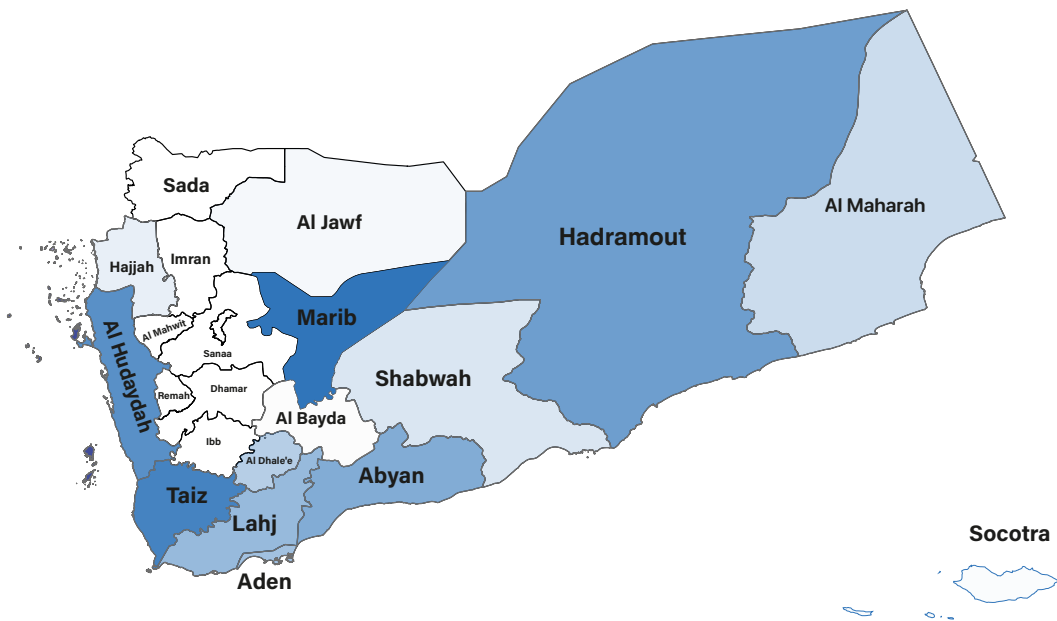 Sada
Al Jawf
Al Maharah
Hadramout
Imran
Hajjah
Marib
Al Mahwit
Sanaa
Al Hudaydah
Shabwah
Dhamar
Remah
Al Bayda
Ibb
Al Dhale'e
Abyan
Taiz
Lahj
Socotra
Aden